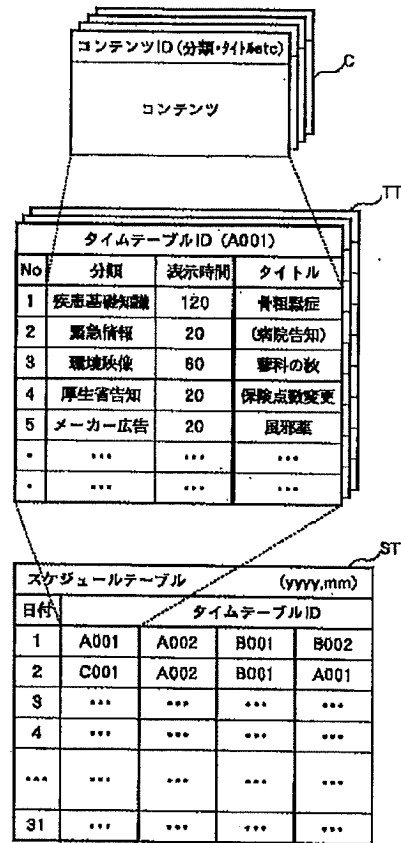 コンテンツID (分類・タイトルetc)
C
コンテンツ
TT
タイムテーブルID (A001)
No 分類 表示時間 タイトル
1 疾患基礎知識 120 骨粗鬆症
2 緊急情報 20 (病院告知)
3 環境映像 60 蓼科の秋
4 厚生省告知 20 保険点数変更
5 メーカー広告 20 風邪薬
・ ・・・ ・・・ ・・・
・ ・・・ ・・・ ・・・
ST
スケジュールテーブル (yyyy,mm)
日付 タイムテーブルID
1 A001 A002 B001 B002
2 C001 A002 B001 A001
3 ・・・ ・・・ ・・・ ・・・
4 ・・・ ・・・ ・・・ ・・・
・・・ ・・・ ・・・ ・・・ ・・・
31 ・・・ ・・・ ・・・ ・・・